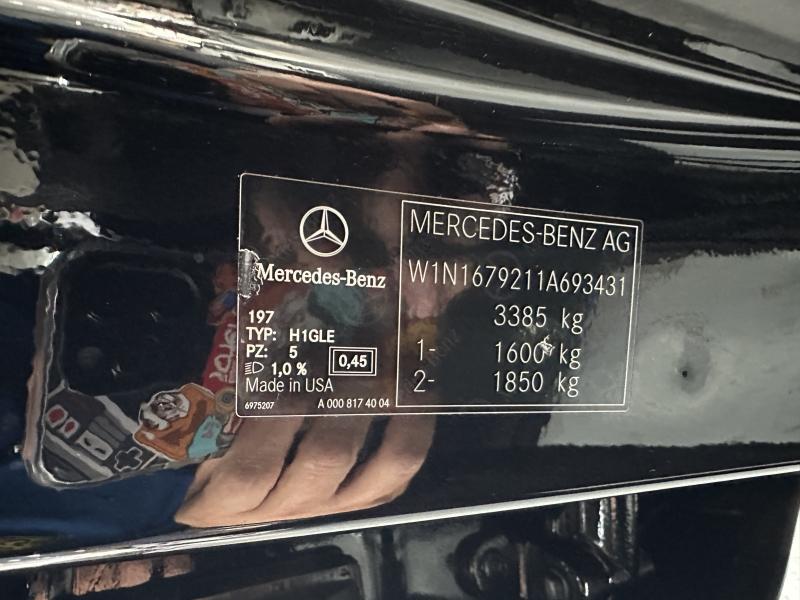 Mercedes-Benz
197
TYP: H1GLE
PZ: 5
1,0 %
0,45
Made in USA
6975207
A 000 817 40 04
MERCEDES-BENZ AG
W1N1679211A693431
3385 kg
1- 1600 kg
2- 1850 kg